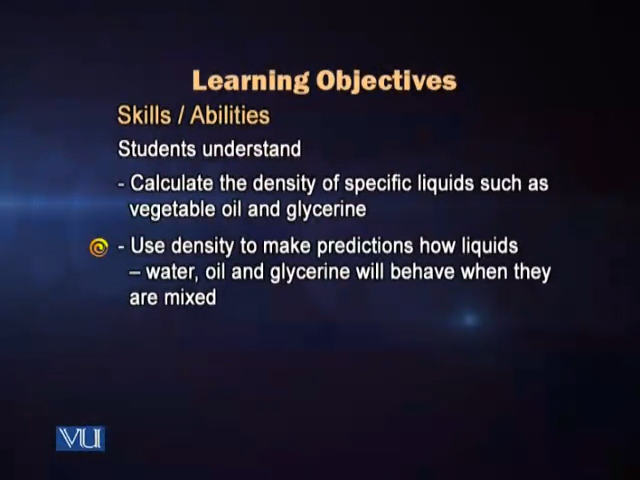 Learning Objectives
Skills / Abilities
Students understand
- Calculate the density of specific liquids such as
vegetable oil and glycerine
- Use density to make predictions how liquids
– water, oil and glycerine will behave when they
are mixed
VU